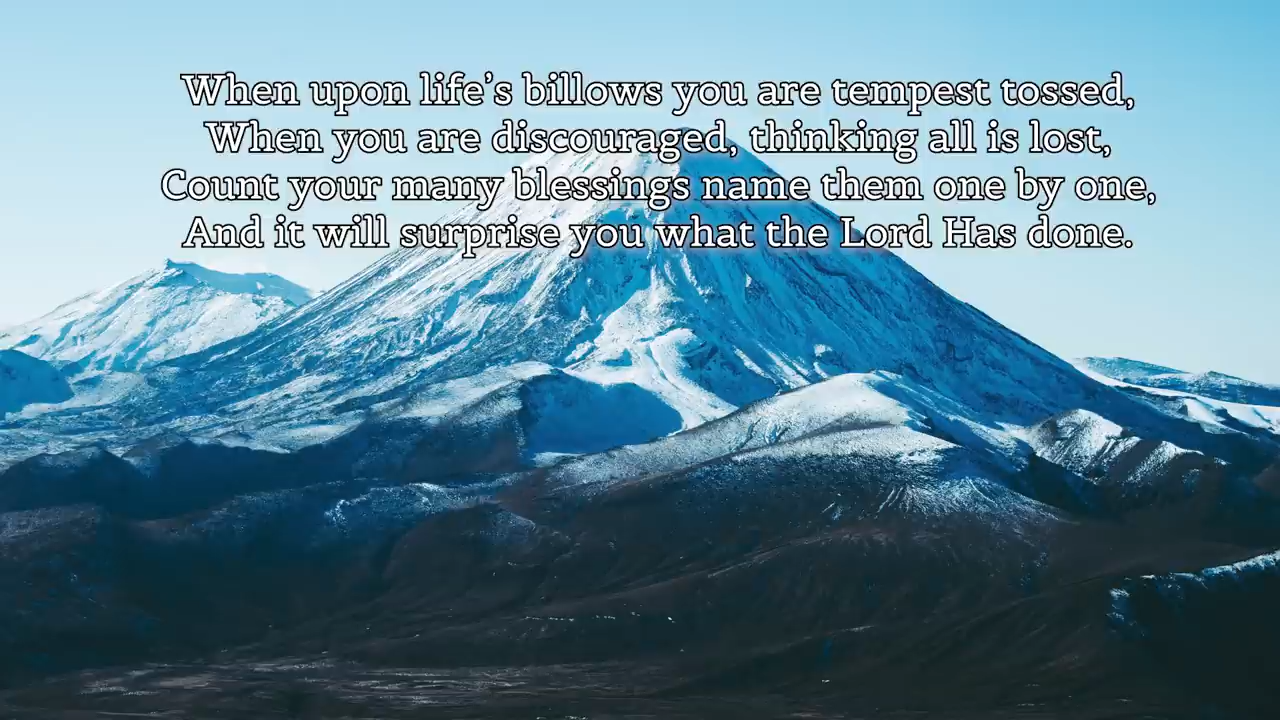 When upon life’s billows you are tempest tossed,
When you are discouraged, thinking all is lost,
Count your many blessings name them one by one,
And it will surprise you what the Lord Has done.